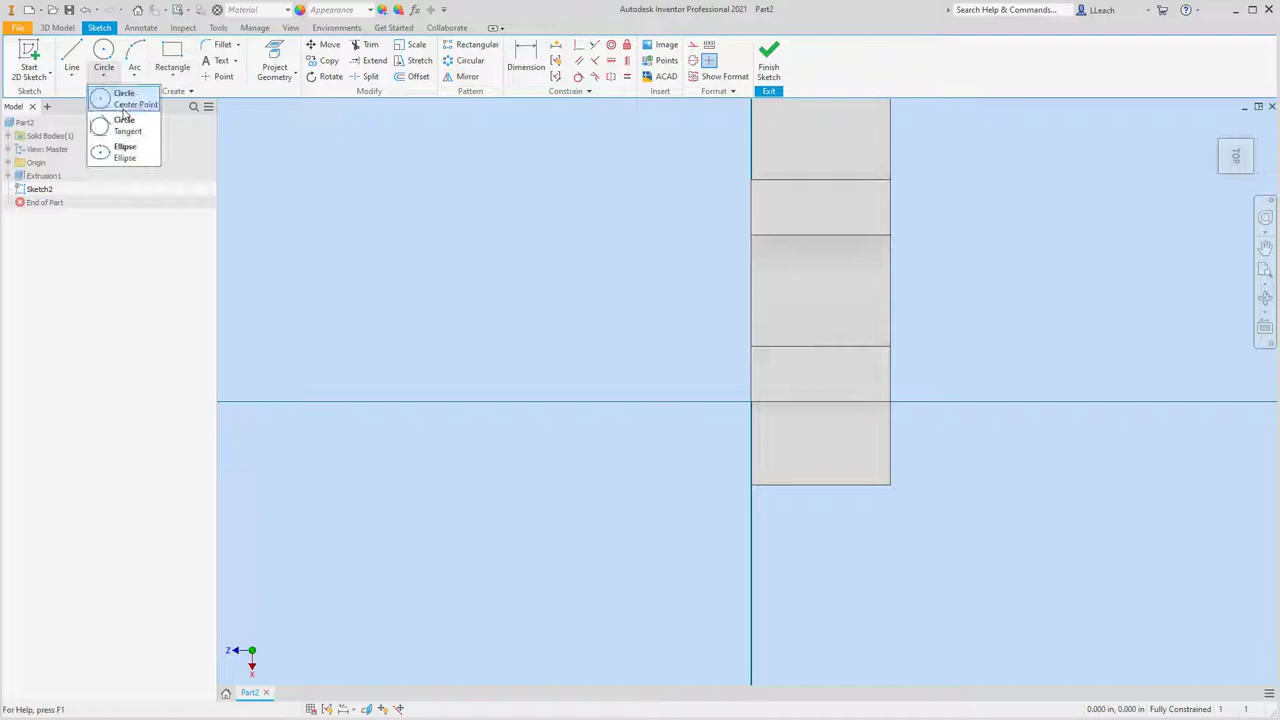 Material
Appearance
Autodesk Inventor Professional 2021 Part2
Search Help & Commands...
LLeach
File 3D Model Sketch Annotate Inspect Tools Manage View Environments Get Started Collaborate
Start
2D Sketch
Line
Circle
Arc
Rectangle
Fillet
Text
Point
Project
Geometry
Move Trim Scale
Copy Extend Stretch
Rotate Split Offset
Rectangular
Circular
Mirror
Dimension
Image
Points
ACAD
Show Format
Finish
Sketch
Sketch Create Modify Pattern Constrain Insert Format Exit
Circle
Center Point
Circle
Tangent
Ellipse
Ellipse
Model
Part2
Solid Bodies(1)
View: Master
Origin
Extrusion1
Sketch2
End of Part
TOP
Z
X
Part2
For Help, press F1
0.000 in, 0.000 in Fully Constrained 1 1